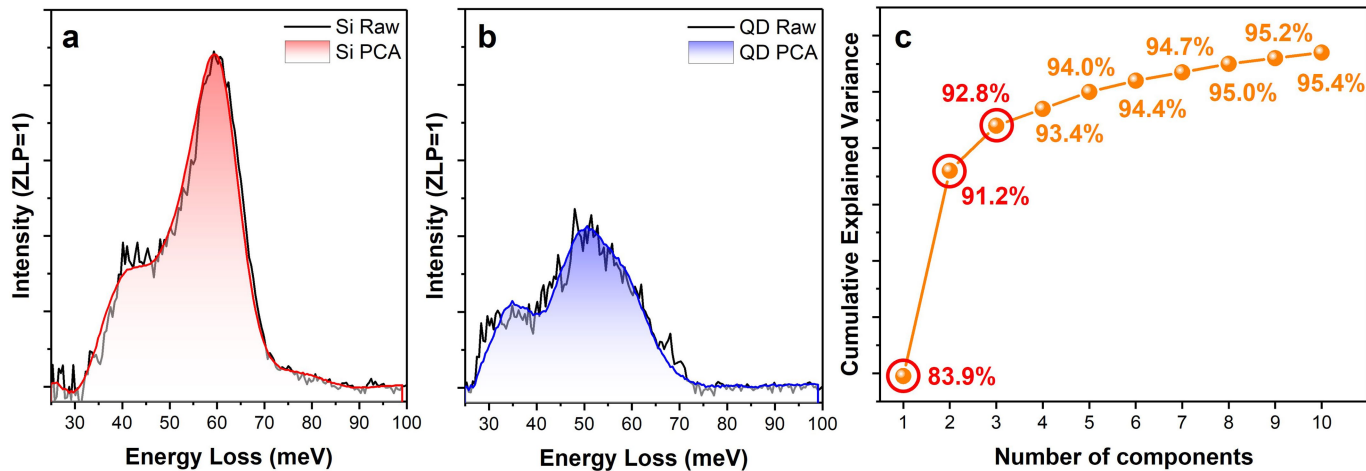 a
Si Raw
Si PCA
Intensity (ZLP=1)
30 40 50 60 70 80 90 100
Energy Loss (meV)
b
QD Raw
QD PCA
Intensity (ZLP=1)
30 40 50 60 70 80 90 100
Energy Loss (meV)
c
Cumulative Explained Variance
83.9%
91.2%
92.8%
93.4%
94.0%
94.4%
94.7%
95.0%
95.2%
95.4%
1 2 3 4 5 6 7 8 9 10
Number of components